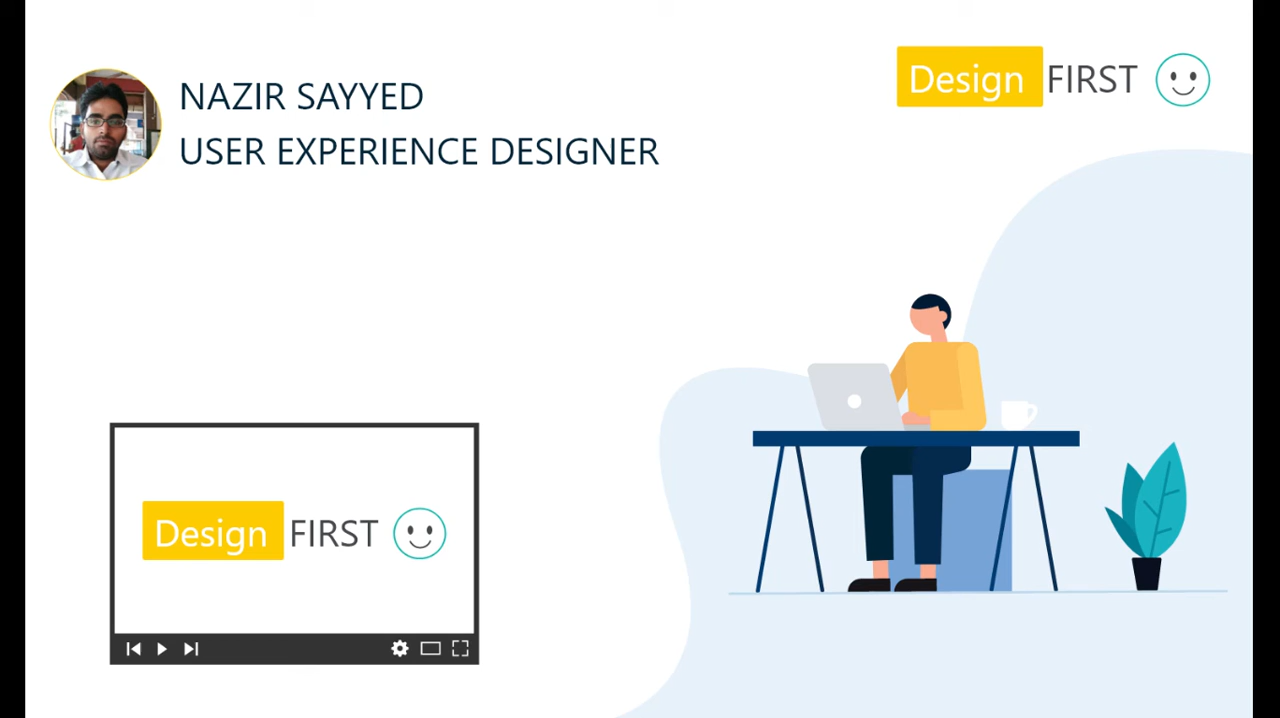 NAZIR SAYYED
USER EXPERIENCE DESIGNER
Design FIRST
Design FIRST